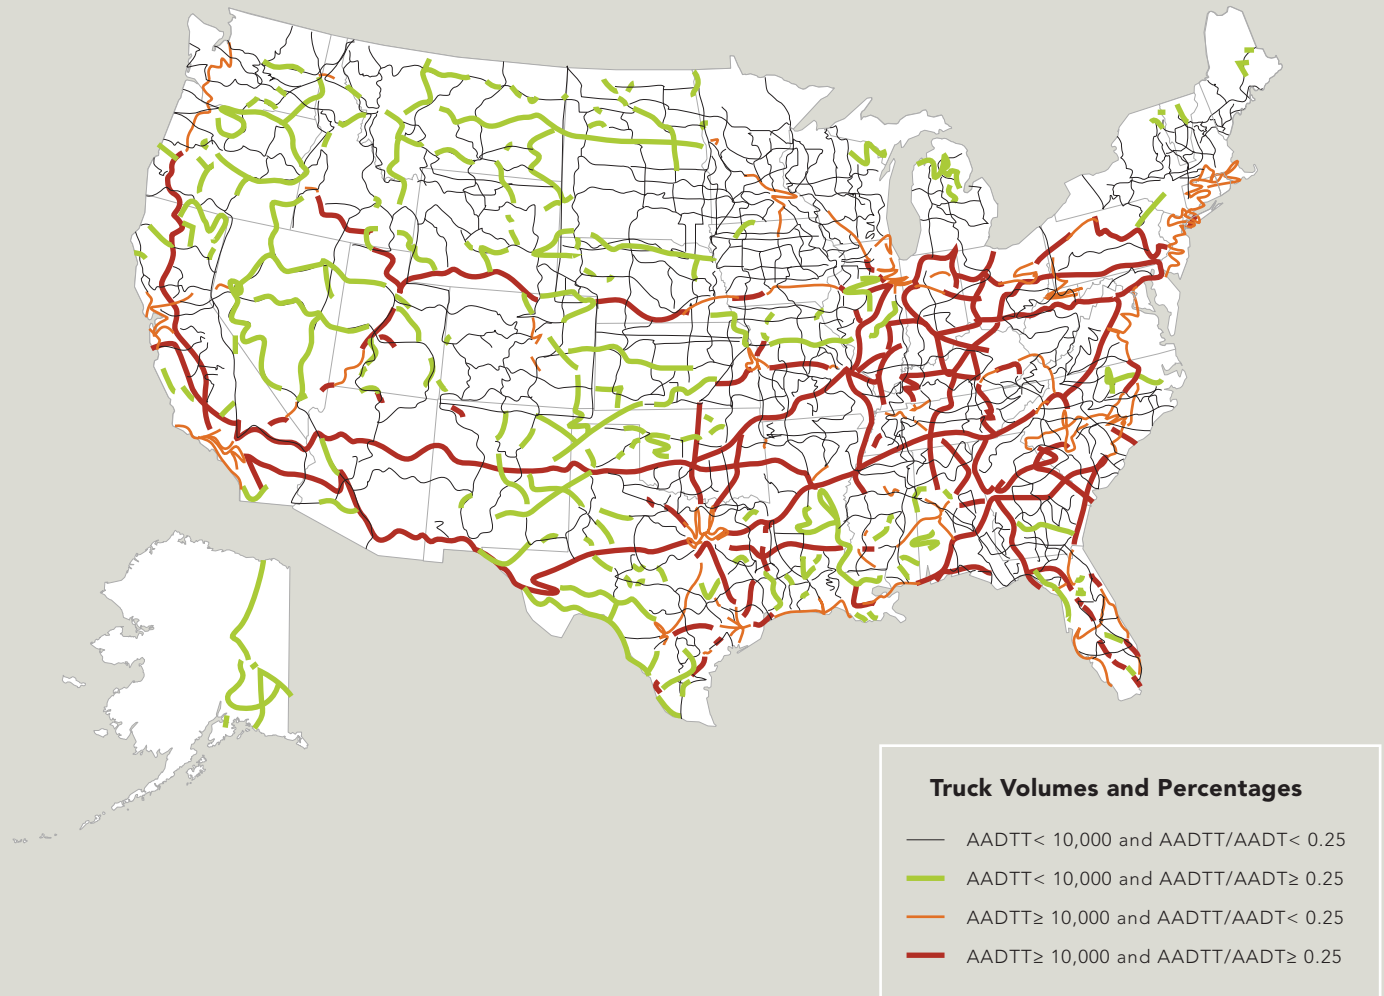 Truck Volumes and Percentages
AADTT< 10,000 and AADTT/AADT< 0.25
AADTT< 10,000 and AADTT/AADT≥ 0.25
AADTT≥ 10,000 and AADTT/AADT< 0.25
AADTT≥ 10,000 and AADTT/AADT≥ 0.25